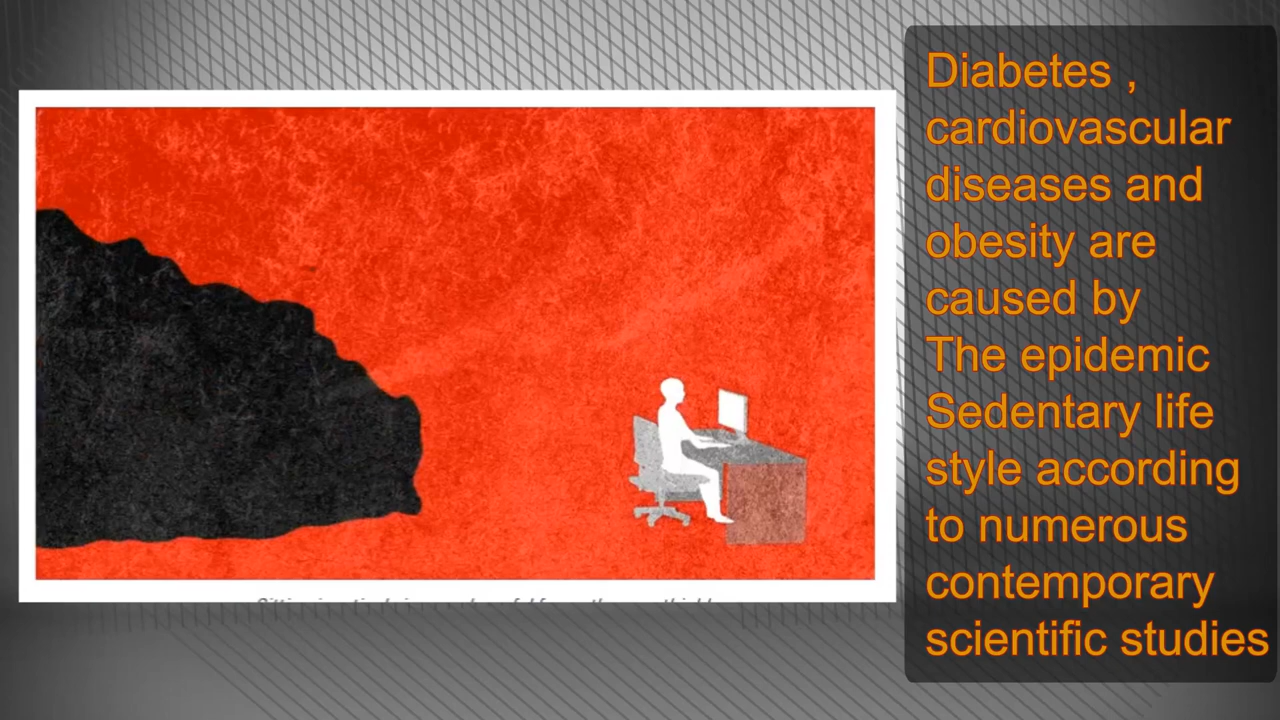 Diabetes ,
cardiovascular
diseases and
obesity are
caused by
The epidemic
Sedentary life
style according
to numerous
contemporary
scientific studies